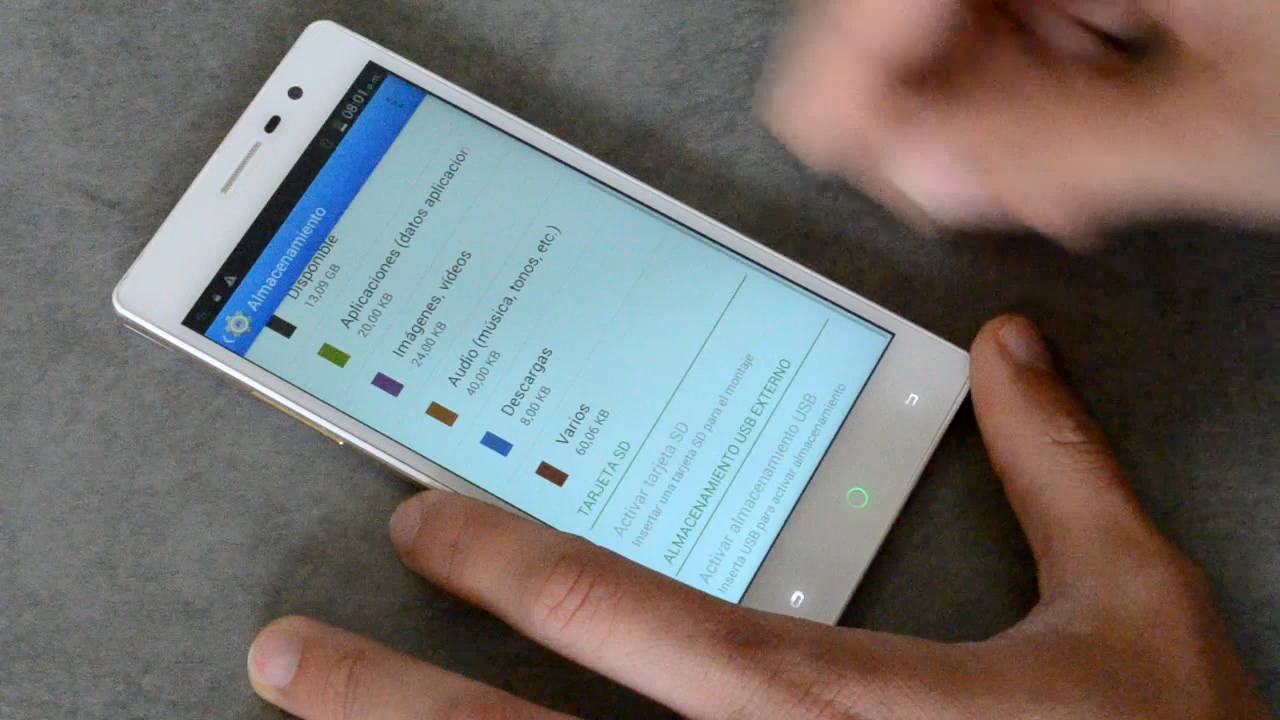 08:01 a.m.
Almacenamiento
Disponible
13,09 GB
Aplicaciones (datos aplicacion
20,00 KB
Imágenes, vídeos
24,00 KB
Audio (música, tonos, etc.)
40,00 KB
Descargas
8,00 KB
Varios
60,06 KB
TARJETA SD
Activar tarjeta SD
Insertar una tarjeta SD para el montaje
ALMACENAMIENTO USB EXTERNO
Activar almacenamiento USB
Inserta USB para activar almacenamiento